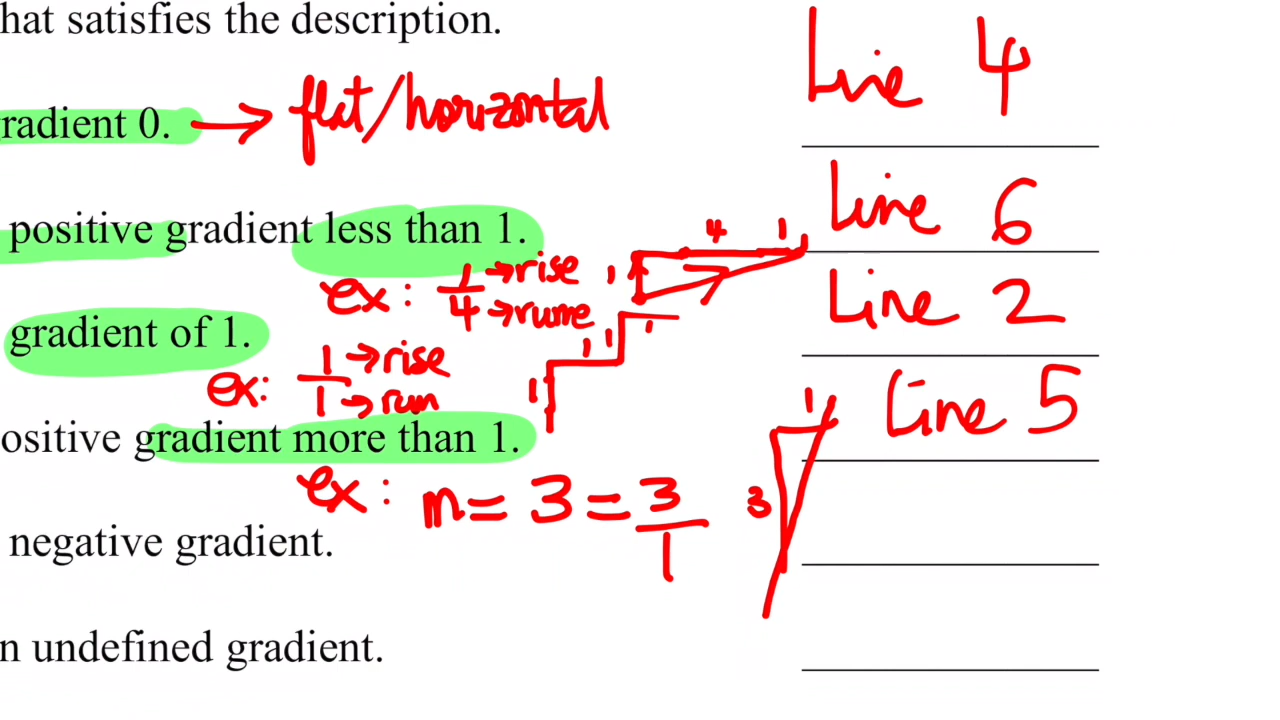 hat satisfies the description.
radient 0. → flat/horizontal Line 4
positive gradient less than 1. 4 1 Line 6
ex: 1/4 → rise → rume 1
gradient of 1. 1 1 1 Line 2
ex: 1/1 → rise → run 1
ositive gradient more than 1. 1 Line 5
ex: m = 3 = 3/1 3
negative gradient.
n undefined gradient.